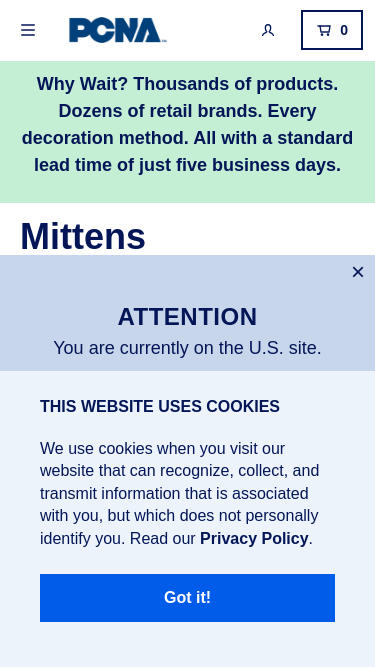 PCNA
0
Why Wait? Thousands of products.
Dozens of retail brands. Every
decoration method. All with a standard
lead time of just five business days.
Mittens
ATTENTION
You are currently on the U.S. site.
THIS WEBSITE USES COOKIES
We use cookies when you visit our
website that can recognize, collect, and
transmit information that is associated
with you, but which does not personally
identify you. Read our Privacy Policy.
Got it!